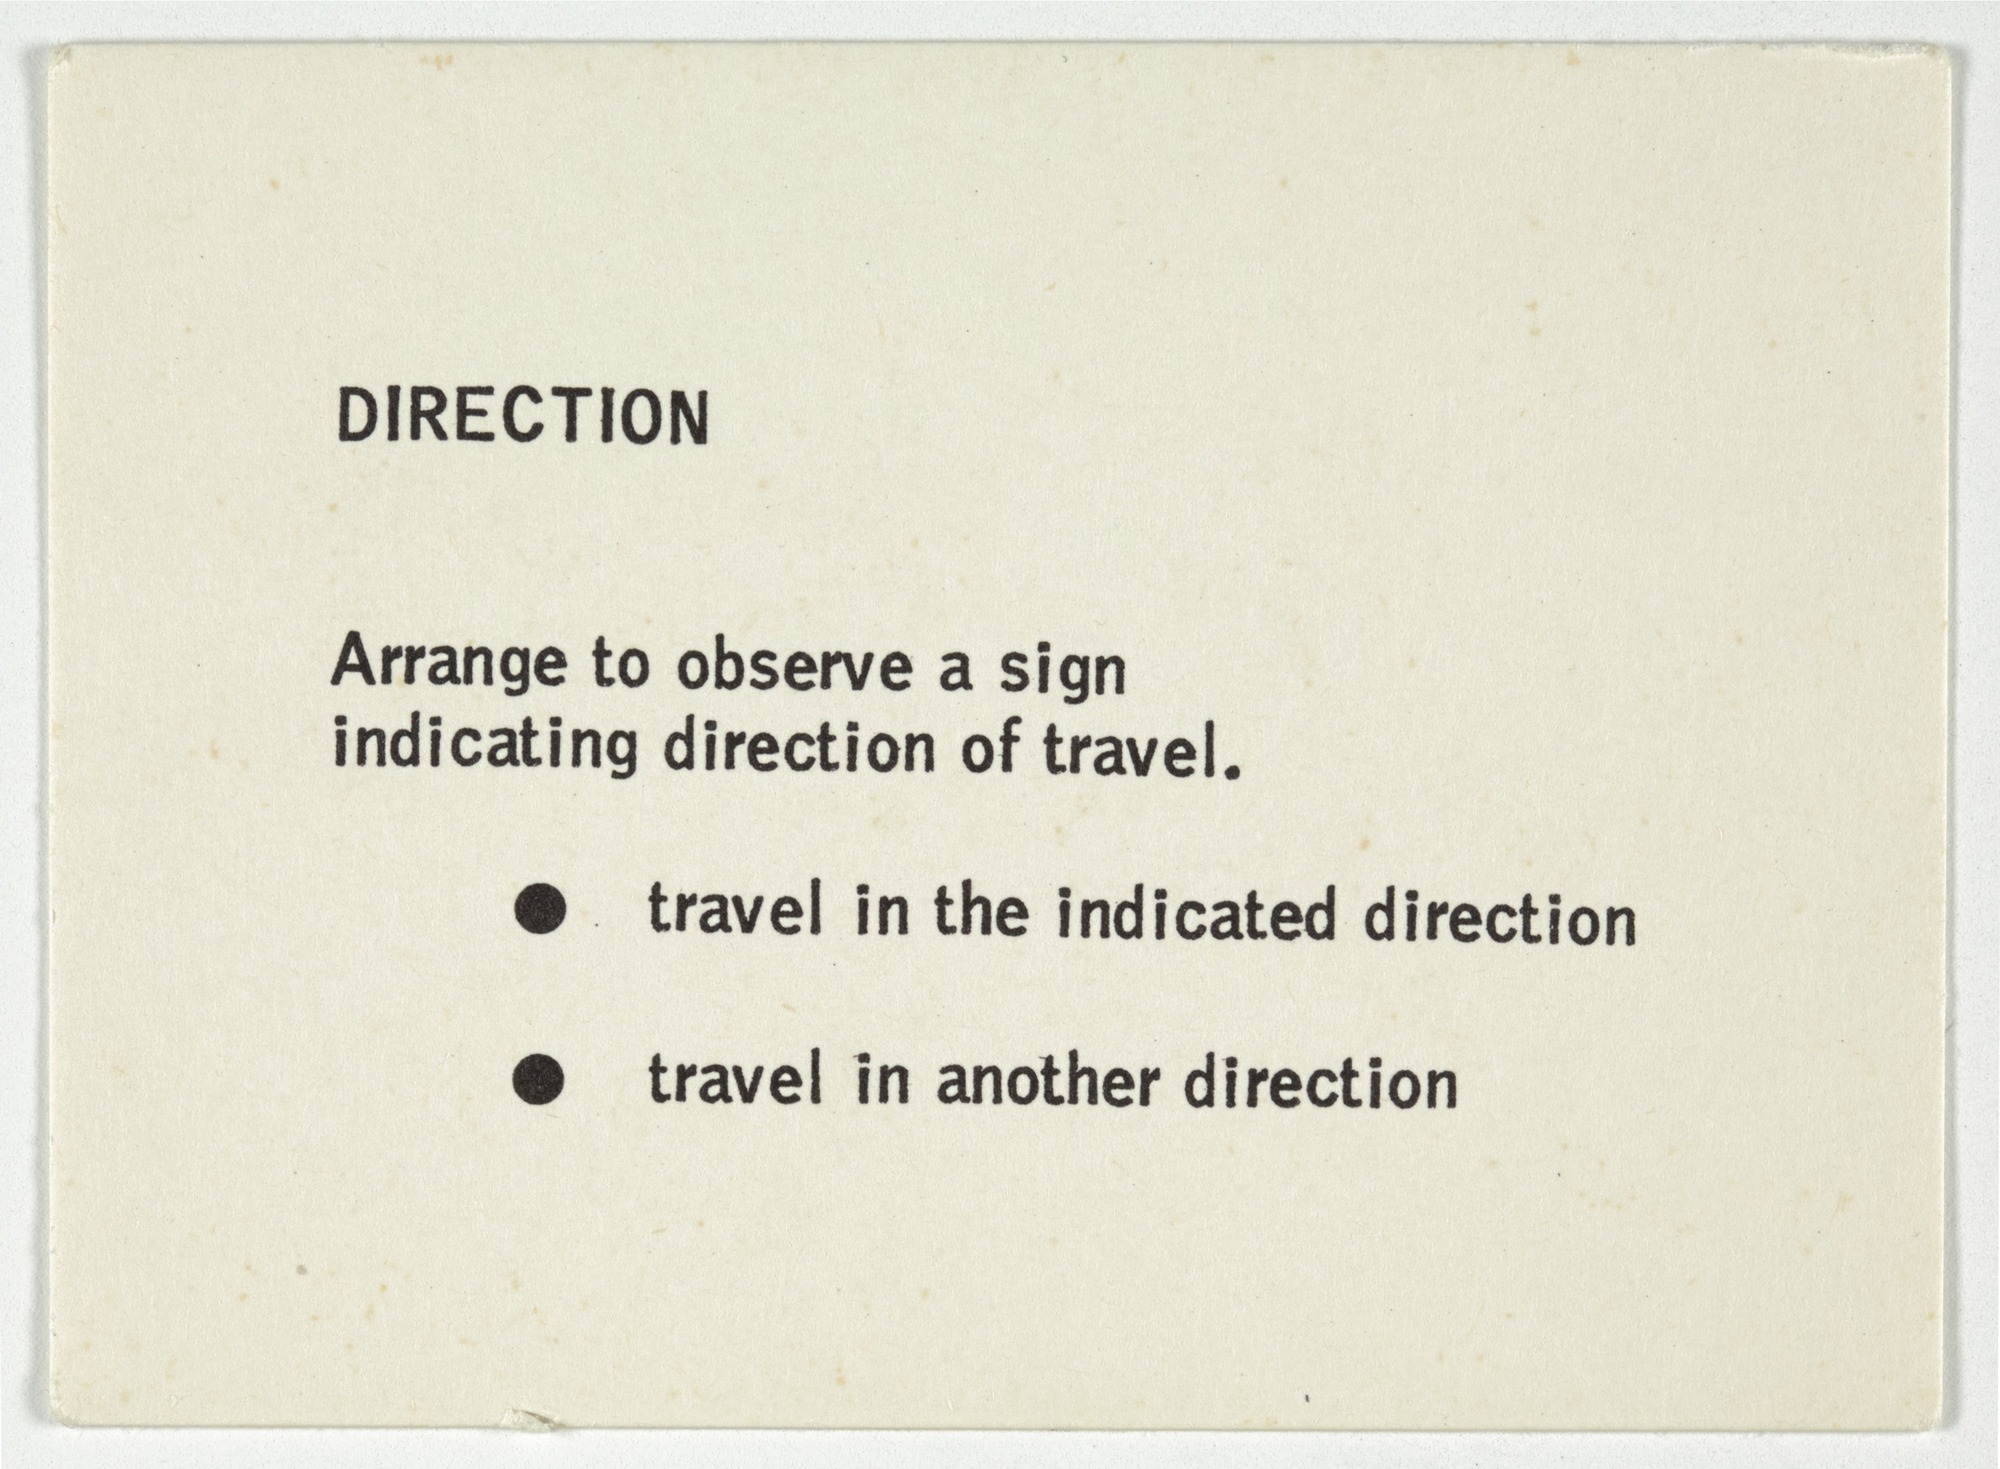 DIRECTION
Arrange to observe a sign
indicating direction of travel.
● travel in the indicated direction
● travel in another direction